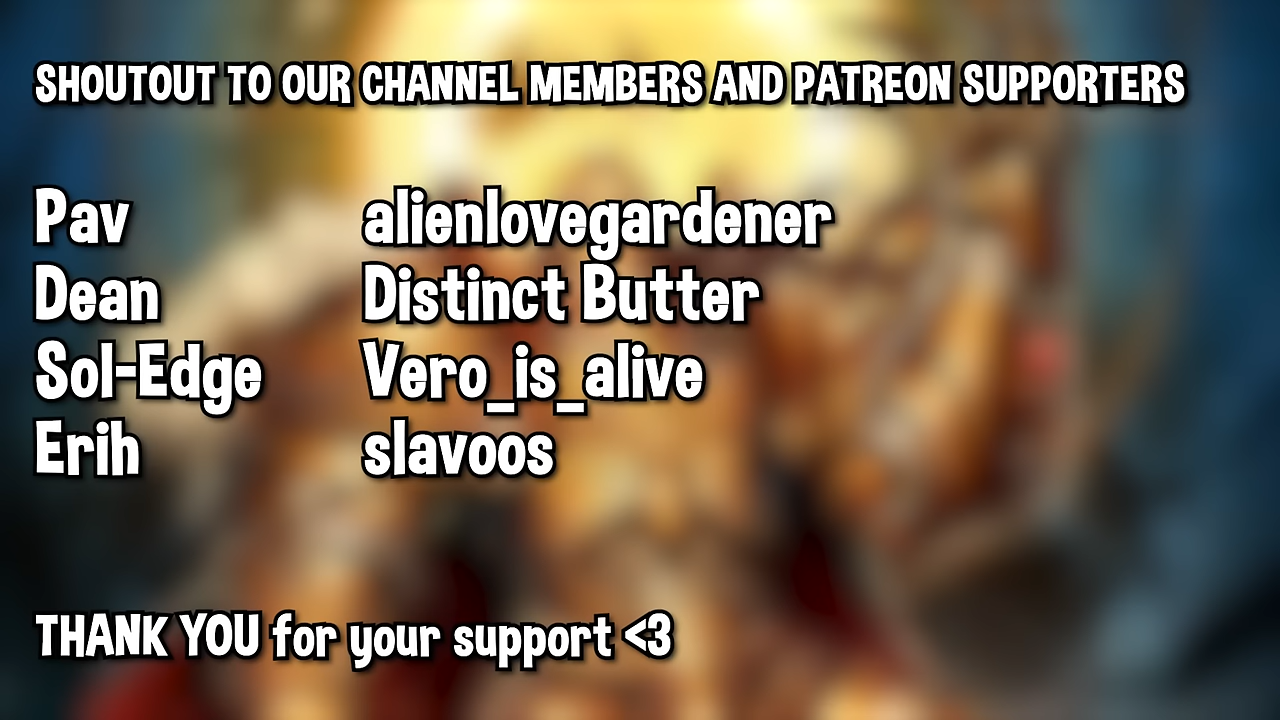 SHOUTOUT TO OUR CHANNEL MEMBERS AND PATREON SUPPORTERS
Pav
Dean
Sol-Edge
Erih
alienlovegardener
Distinct Butter
Vero_is_alive
slavoos
THANK YOU for your support <3